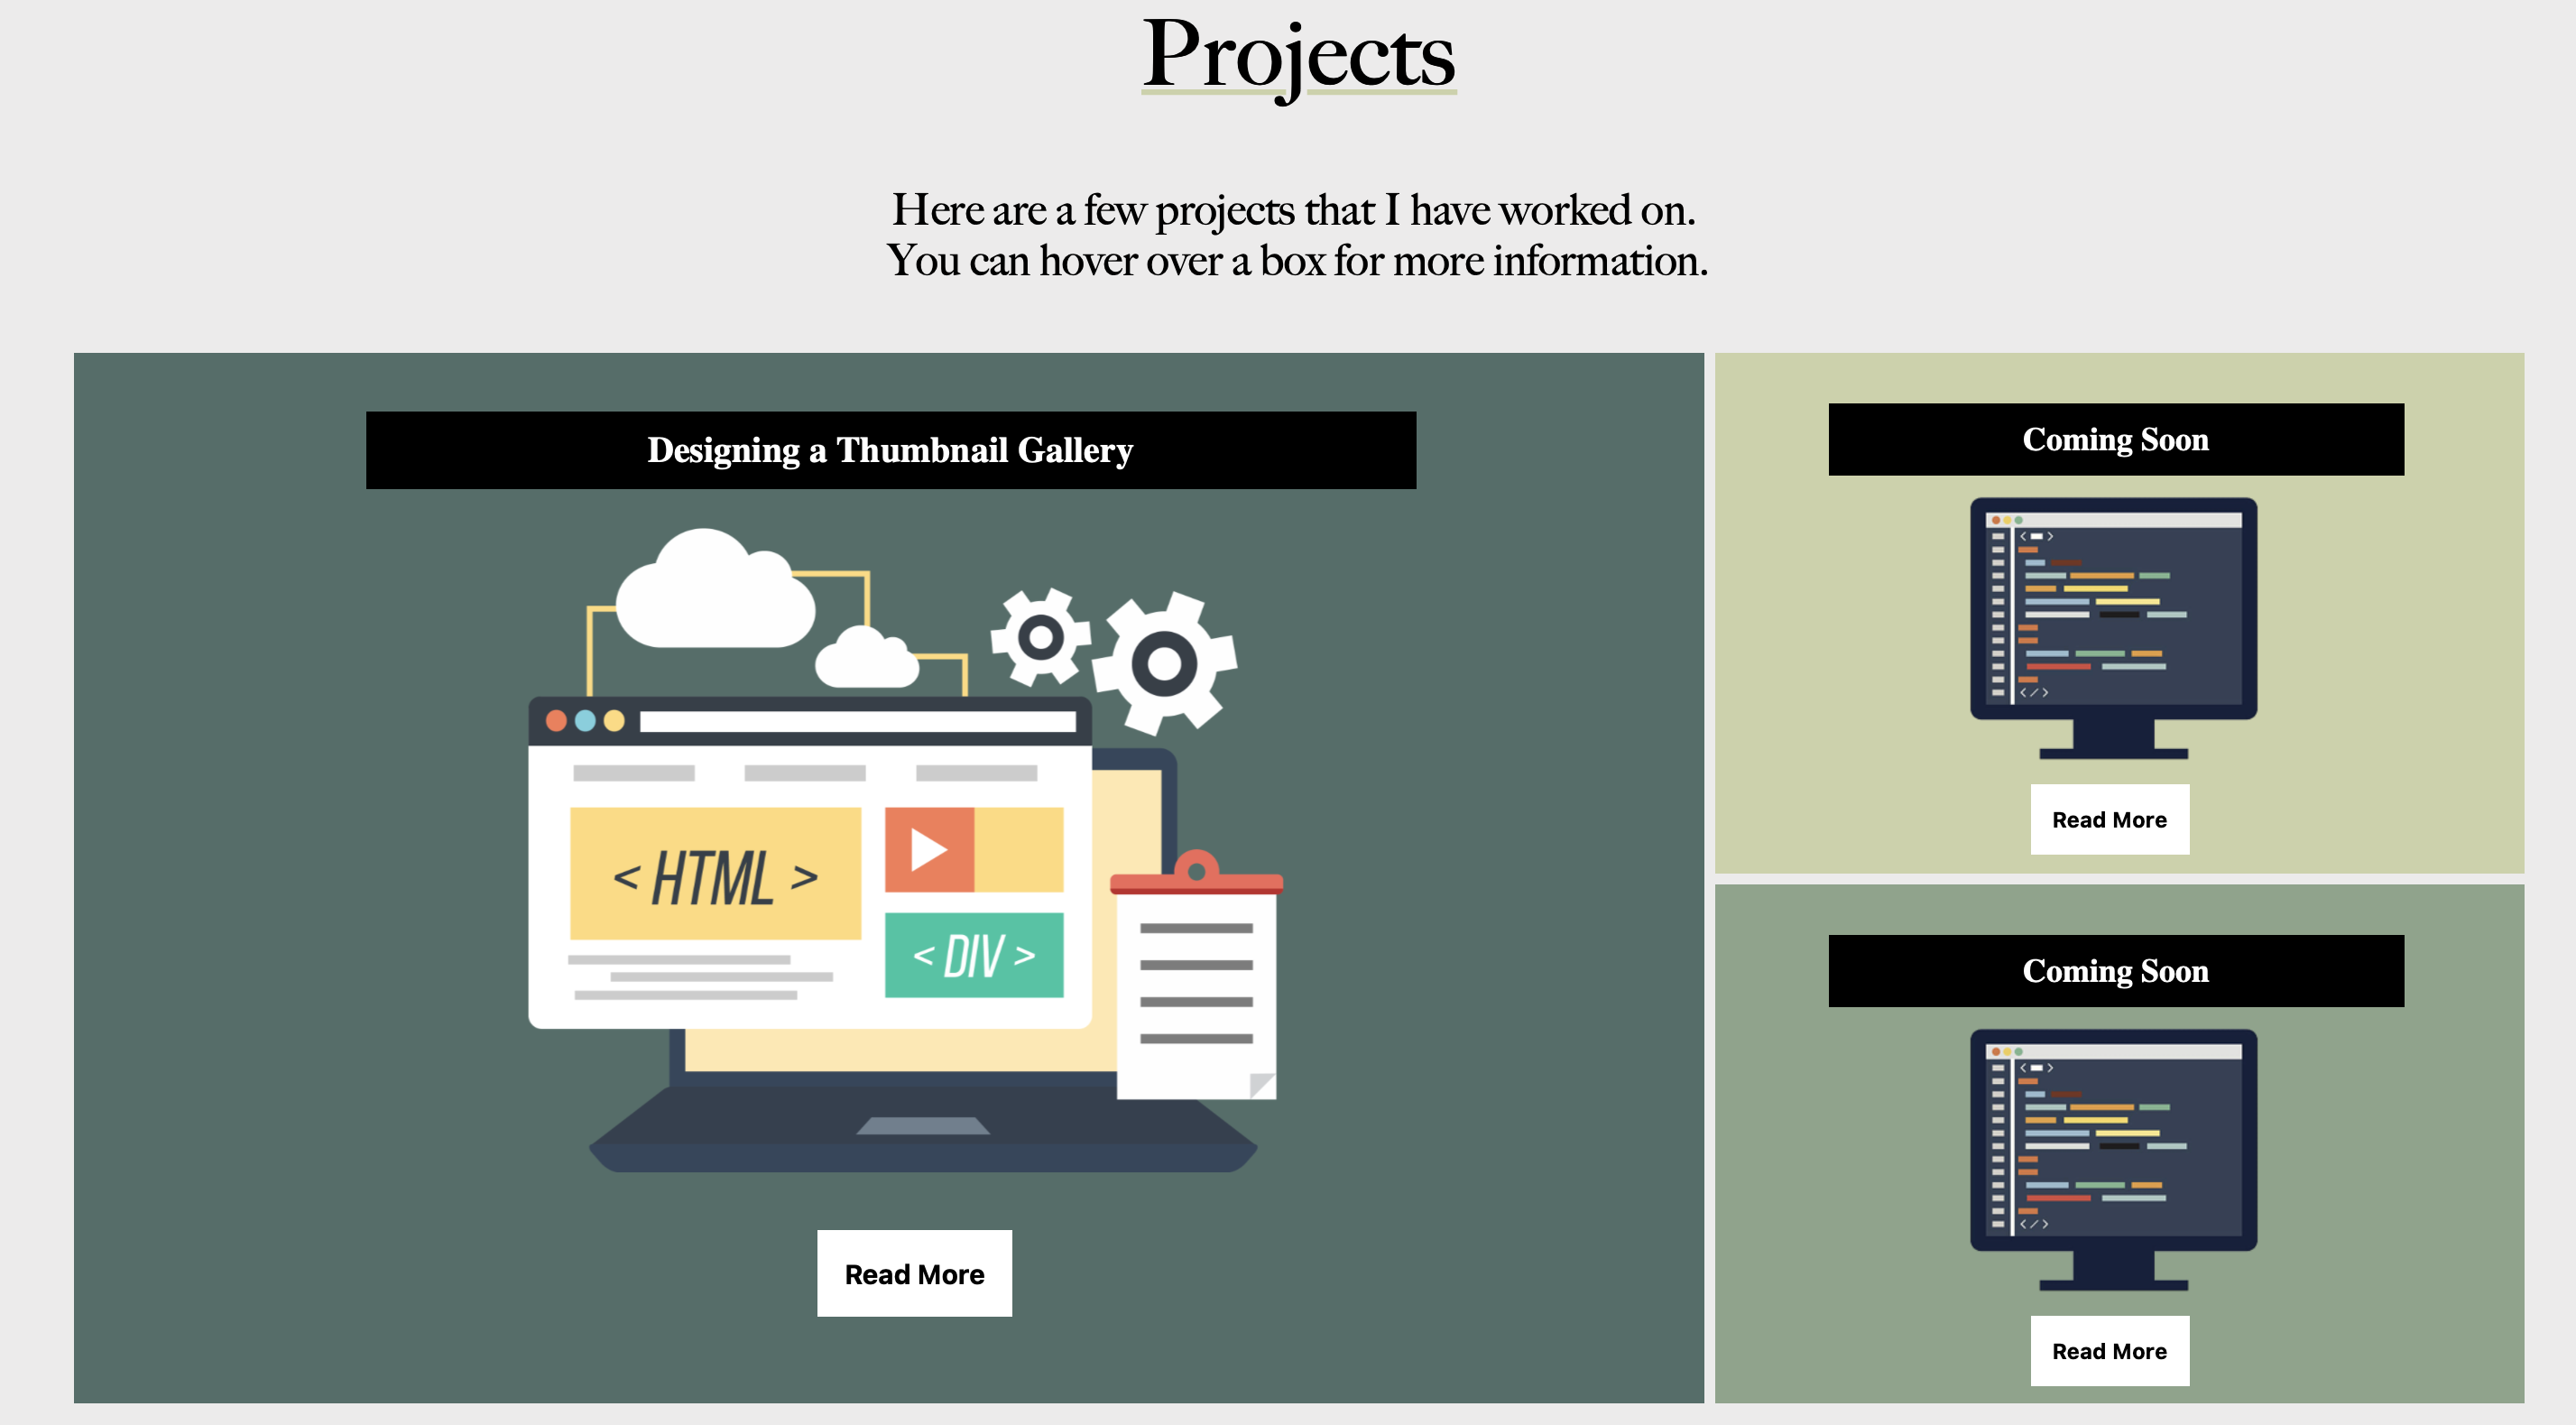 Projects
Here are a few projects that I have worked on.
You can hover over a box for more information.
Designing a Thumbnail Gallery
< HTML >
< DIV >
Read More
Coming Soon
< >
< / >
Read More
Coming Soon
< >
< / >
Read More